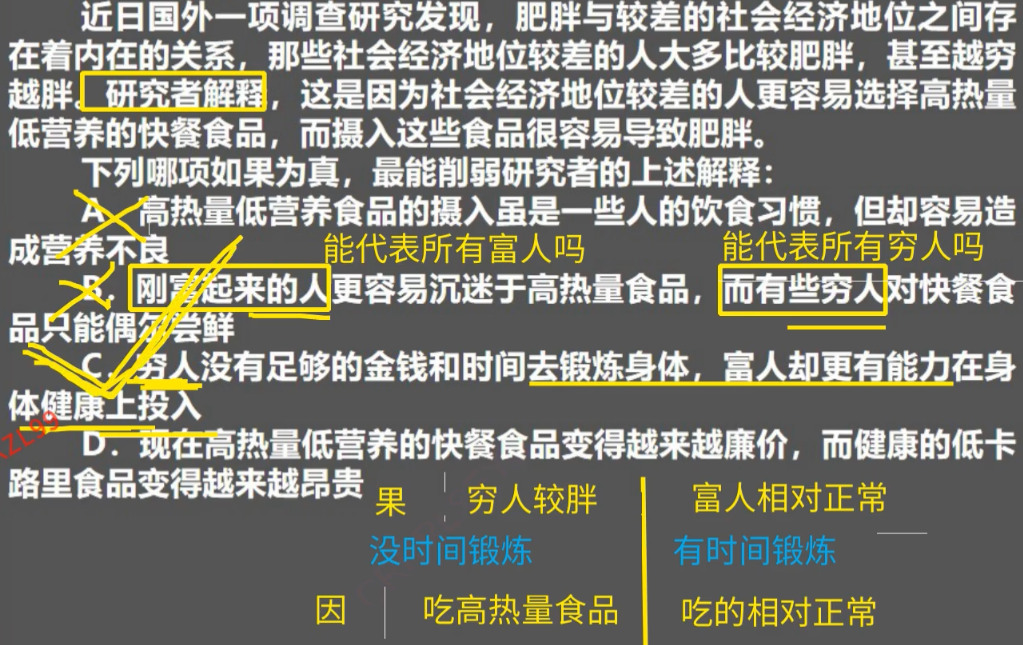 近日国外一项调查研究发现，肥胖与较差的社会经济地位之间存
在着内在的关系，那些社会经济地位较差的人大多比较肥胖，甚至越穷
越胖。研究者解释，这是因为社会经济地位较差的人更容易选择高热量
低营养的快餐食品，而摄入这些食品很容易导致肥胖。
下列哪项如果为真，最能削弱研究者的上述解释：
A．高热量低营养食品的摄入虽是一些人的饮食习惯，但却容易造
成营养不良
能代表所有富人吗
能代表所有穷人吗
B．刚富起来的人更容易沉迷于高热量食品，而有些穷人对快餐食
品只能偶尔尝鲜
C．穷人没有足够的金钱和时间去锻炼身体，富人却更有能力在身
体健康上投入
D．现在高热量低营养的快餐食品变得越来越廉价，而健康的低卡
路里食品变得越来越昂贵
果 穷人较胖 富人相对正常
没时间锻炼 有时间锻炼
因 吃高热量食品 吃的相对正常